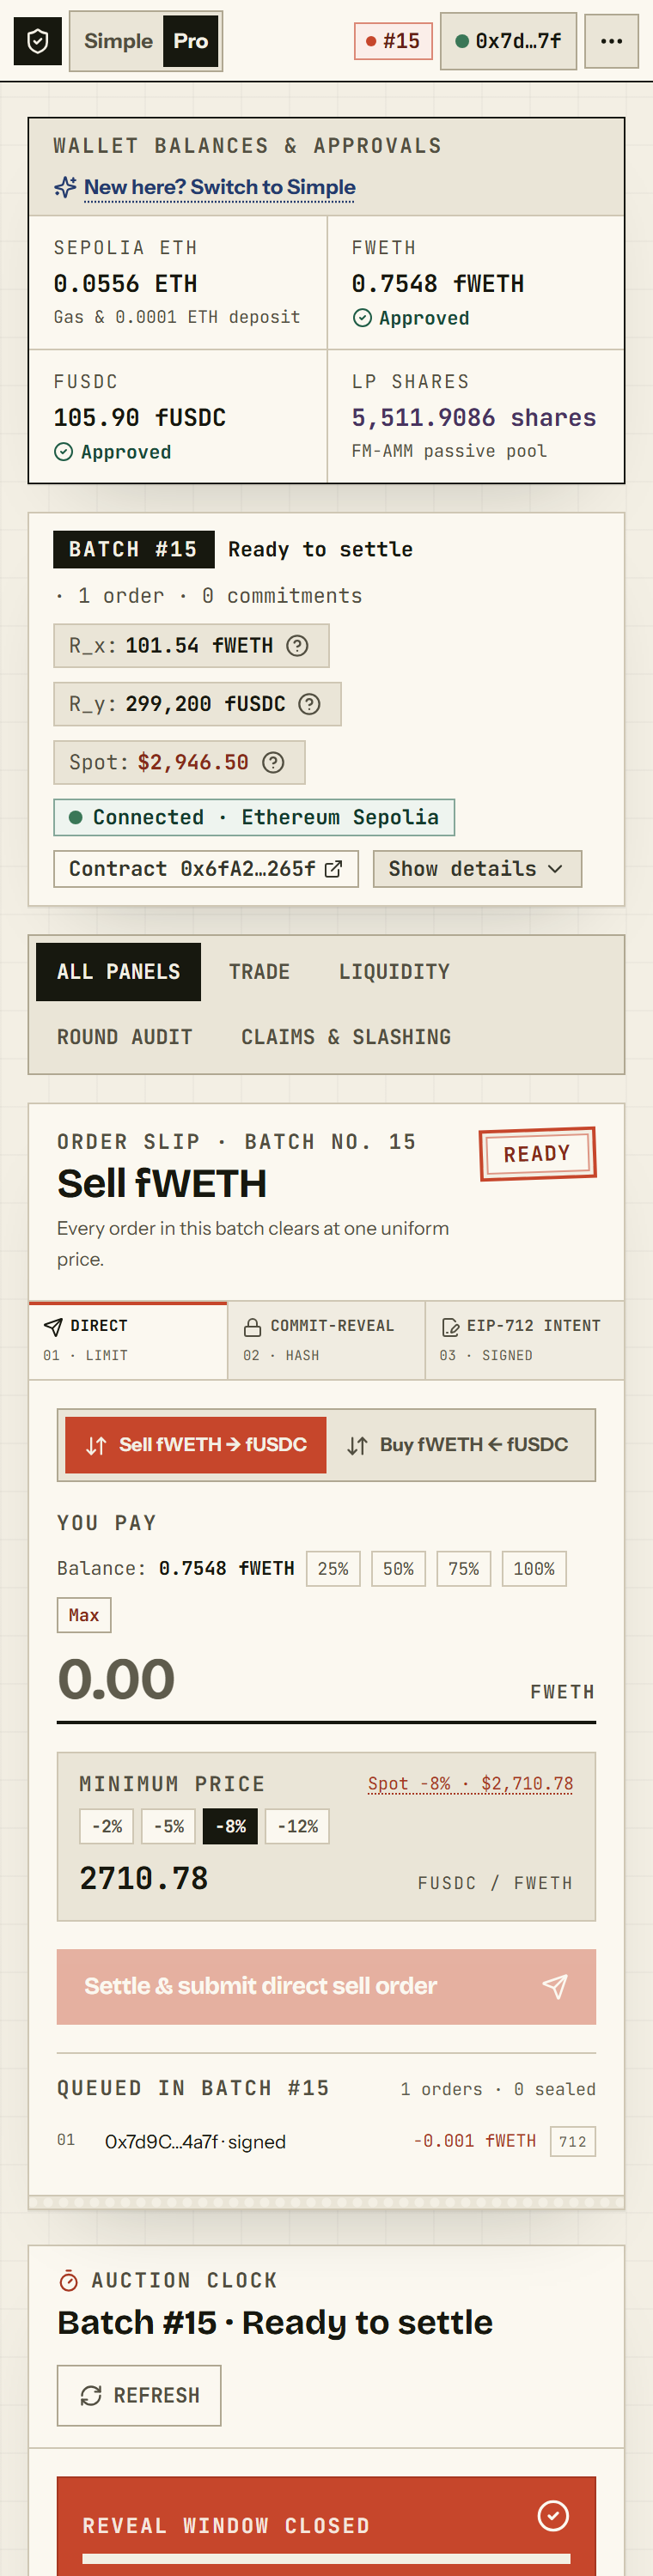 Simple Pro #15 0x7d…7f
WALLET BALANCES & APPROVALS
New here? Switch to Simple
SEPOLIA ETH
0.0556 ETH
Gas & 0.0001 ETH deposit
FWETH
0.7548 fWETH
Approved
FUSDC
105.90 fUSDC
Approved
LP SHARES
5,511.9086 shares
FM-AMM passive pool
BATCH #15 Ready to settle
· 1 order · 0 commitments
R_x: 101.54 fWETH
R_y: 299,200 fUSDC
Spot: $2,946.50
Connected · Ethereum Sepolia
Contract 0x6fA2…265f Show details
ALL PANELS TRADE LIQUIDITY
ROUND AUDIT CLAIMS & SLASHING
ORDER SLIP · BATCH NO. 15
READY
Sell fWETH
Every order in this batch clears at one uniform
price.
DIRECT
01 · LIMIT
COMMIT-REVEAL
02 · HASH
EIP-712 INTENT
03 · SIGNED
Sell fWETH → fUSDC Buy fWETH ← fUSDC
YOU PAY
Balance: 0.7548 fWETH 25% 50% 75% 100%
Max
0.00 FWETH
MINIMUM PRICE Spot -8% · $2,710.78
-2% -5% -8% -12%
2710.78 FUSDC / FWETH
Settle & submit direct sell order
QUEUED IN BATCH #15 1 orders · 0 sealed
01 0x7d9C…4a7f · signed -0.001 fWETH 712
AUCTION CLOCK
Batch #15 · Ready to settle
REFRESH
REVEAL WINDOW CLOSED